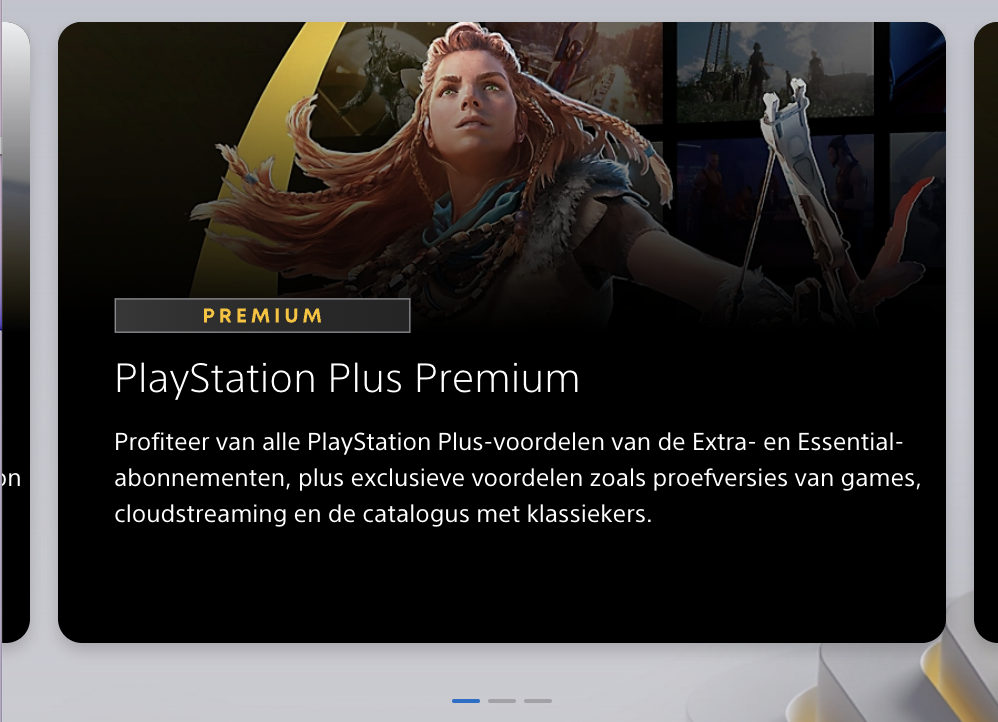 PREMIUM
PlayStation Plus Premium
Profiteer van alle PlayStation Plus-voordelen van de Extra- en Essential-
abonnementen, plus exclusieve voordelen zoals proefversies van games,
cloudstreaming en de catalogus met klassiekers.
on